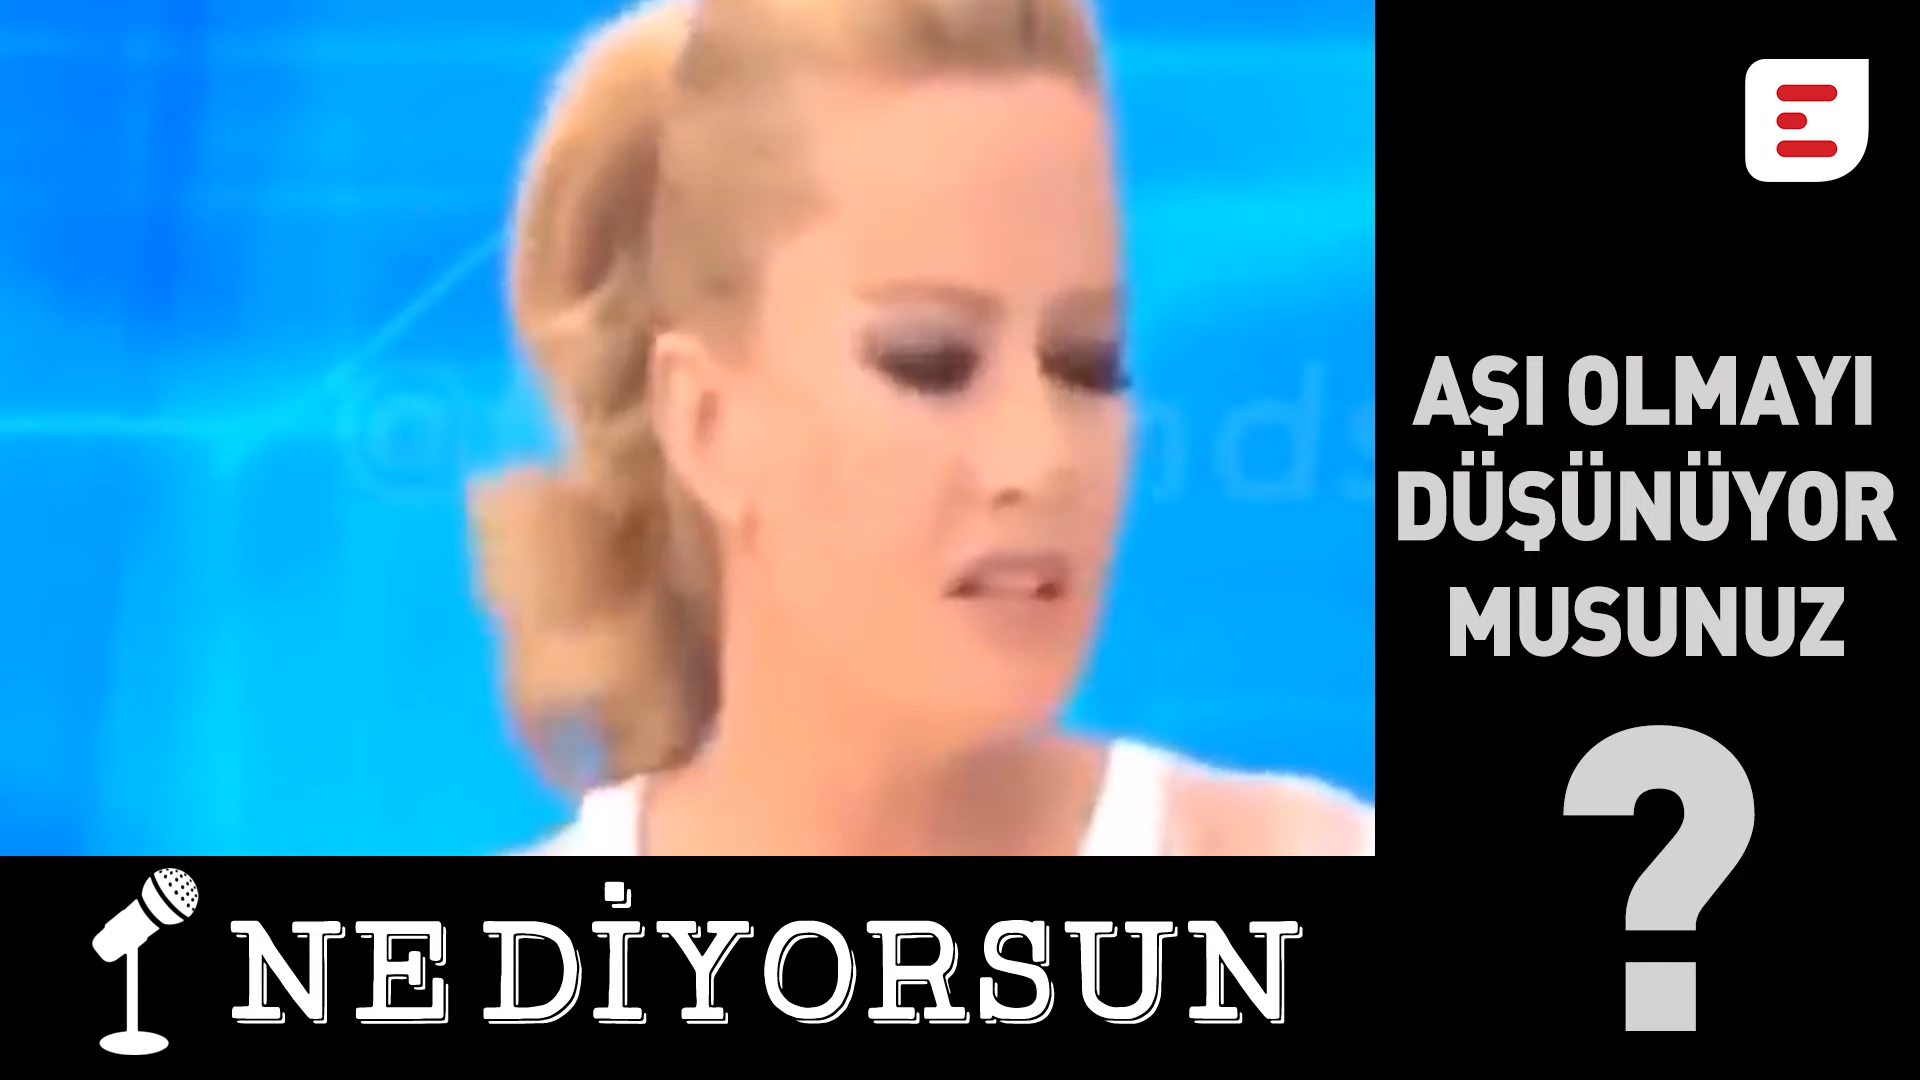 AŞI OLMAYI
DÜŞÜNÜYOR
MUSUNUZ
?
NE DİYORSUN